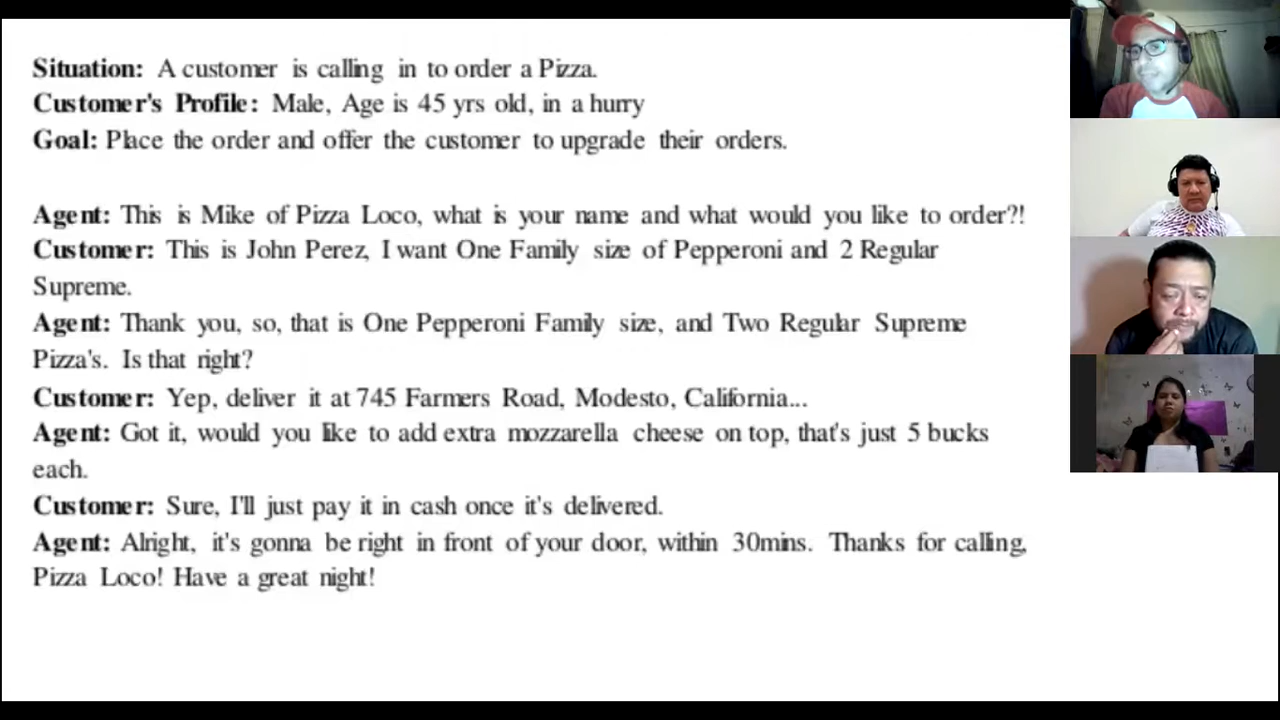 Situation: A customer is calling in to order a Pizza.
Customer's Profile: Male, Age is 45 yrs old, in a hurry
Goal: Place the order and offer the customer to upgrade their orders.
Agent: This is Mike of Pizza Loco, what is your name and what would you like to order?!
Customer: This is John Perez, I want One Family size of Pepperoni and 2 Regular
Supreme.
Agent: Thank you, so, that is One Pepperoni Family size, and Two Regular Supreme
Pizza's. Is that right?
Customer: Yep, deliver it at 745 Farmers Road, Modesto, California...
Agent: Got it, would you like to add extra mozzarella cheese on top, that's just 5 bucks
each.
Customer: Sure, I'll just pay it in cash once it's delivered.
Agent: Alright, it's gonna be right in front of your door, within 30mins. Thanks for calling,
Pizza Loco! Have a great night!